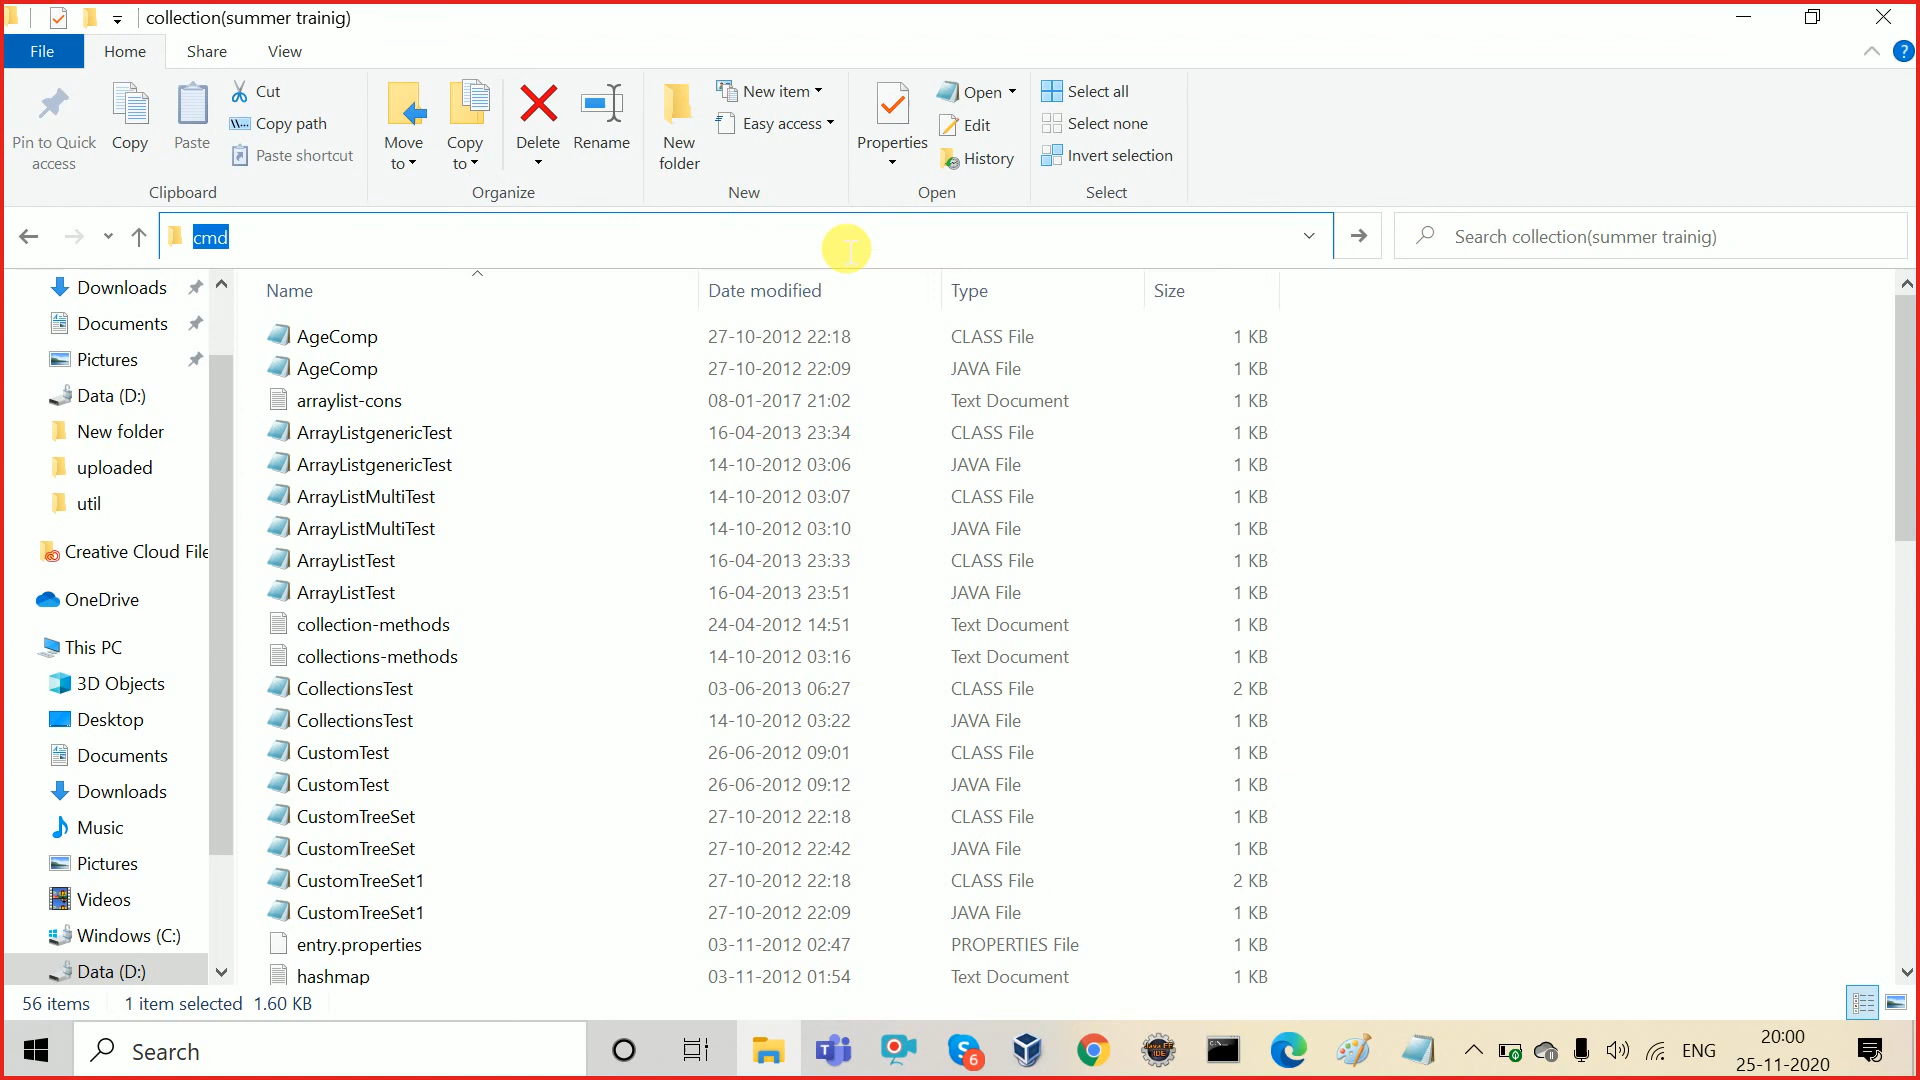 collection(summer trainig)
File Home Share View ?
Pin to Quick access
Copy
Paste
Cut
Copy path
Paste shortcut
Clipboard
Move to
Copy to
Delete
Rename
Organize
New folder
New item
Easy access
New
Properties
Open
Edit
History
Open
Select all
Select none
Invert selection
Select
cmd
Search collection(summer trainig)
Downloads
Documents
Pictures
Data (D:)
New folder
uploaded
util
Creative Cloud File
OneDrive
This PC
3D Objects
Desktop
Documents
Downloads
Music
Pictures
Videos
Windows (C:)
Data (D:)
Name Date modified Type Size
AgeComp 27-10-2012 22:18 CLASS File 1 KB
AgeComp 27-10-2012 22:09 JAVA File 1 KB
arraylist-cons 08-01-2017 21:02 Text Document 1 KB
ArrayListgenericTest 16-04-2013 23:34 CLASS File 1 KB
ArrayListgenericTest 14-10-2012 03:06 JAVA File 1 KB
ArrayListMultiTest 14-10-2012 03:07 CLASS File 1 KB
ArrayListMultiTest 14-10-2012 03:10 JAVA File 1 KB
ArrayListTest 16-04-2013 23:33 CLASS File 1 KB
ArrayListTest 16-04-2013 23:51 JAVA File 1 KB
collection-methods 24-04-2012 14:51 Text Document 1 KB
collections-methods 14-10-2012 03:16 Text Document 1 KB
CollectionsTest 03-06-2013 06:27 CLASS File 2 KB
CollectionsTest 14-10-2012 03:22 JAVA File 1 KB
CustomTest 26-06-2012 09:01 CLASS File 1 KB
CustomTest 26-06-2012 09:12 JAVA File 1 KB
CustomTreeSet 27-10-2012 22:18 CLASS File 1 KB
CustomTreeSet 27-10-2012 22:42 JAVA File 1 KB
CustomTreeSet1 27-10-2012 22:18 CLASS File 2 KB
CustomTreeSet1 27-10-2012 22:09 JAVA File 1 KB
entry.properties 03-11-2012 02:47 PROPERTIES File 1 KB
hashmap 03-11-2012 01:54 Text Document 1 KB
56 items 1 item selected 1.60 KB
Search
6
ENG
20:00
25-11-2020